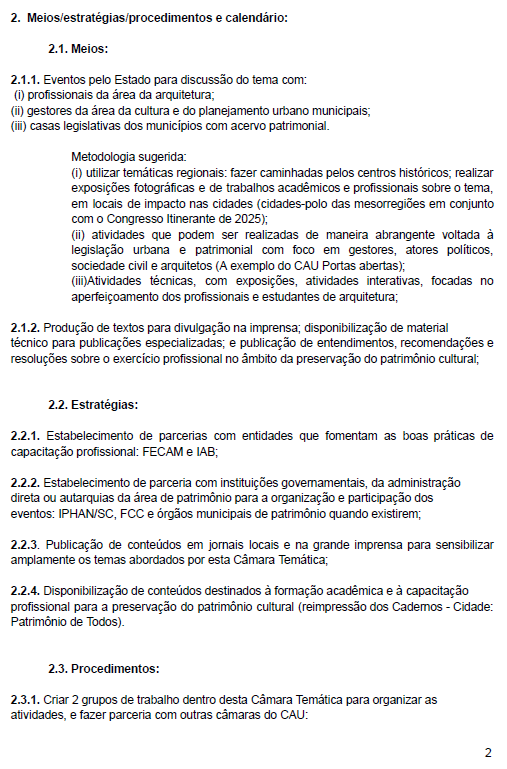 2. Meios/estratégias/procedimentos e calendário:
2.1. Meios:
2.1.1. Eventos pelo Estado para discussão do tema com:
(i) profissionais da área da arquitetura;
(ii) gestores da área da cultura e do planejamento urbano municipais;
(iii) casas legislativas dos municípios com acervo patrimonial.
Metodologia sugerida:
(i) utilizar temáticas regionais: fazer caminhadas pelos centros históricos; realizar
exposições fotográficas e de trabalhos acadêmicos e profissionais sobre o tema,
em locais de impacto nas cidades (cidades-polo das mesorregiões em conjunto
com o Congresso Itinerante de 2025);
(ii) atividades que podem ser realizadas de maneira abrangente voltada à
legislação urbana e patrimonial com foco em gestores, atores políticos,
sociedade civil e arquitetos (A exemplo do CAU Portas abertas);
(iii)Atividades técnicas, com exposições, atividades interativas, focadas no
aperfeiçoamento dos profissionais e estudantes de arquitetura;
2.1.2. Produção de textos para divulgação na imprensa; disponibilização de material
técnico para publicações especializadas; e publicação de entendimentos, recomendações e
resoluções sobre o exercício profissional no âmbito da preservação do patrimônio cultural;
2.2. Estratégias:
2.2.1. Estabelecimento de parcerias com entidades que fomentam as boas práticas de
capacitação profissional: FECAM e IAB;
2.2.2. Estabelecimento de parceria com instituições governamentais, da administração
direta ou autarquias da área de patrimônio para a organização e participação dos
eventos: IPHAN/SC, FCC e órgãos municipais de patrimônio quando existirem;
2.2.3. Publicação de conteúdos em jornais locais e na grande imprensa para sensibilizar
amplamente os temas abordados por esta Câmara Temática;
2.2.4. Disponibilização de conteúdos destinados à formação acadêmica e à capacitação
profissional para a preservação do patrimônio cultural (reimpressão dos Cadernos - Cidade:
Patrimônio de Todos).
2.3. Procedimentos:
2.3.1. Criar 2 grupos de trabalho dentro desta Câmara Temática para organizar as
atividades, e fazer parceria com outras câmaras do CAU:
2